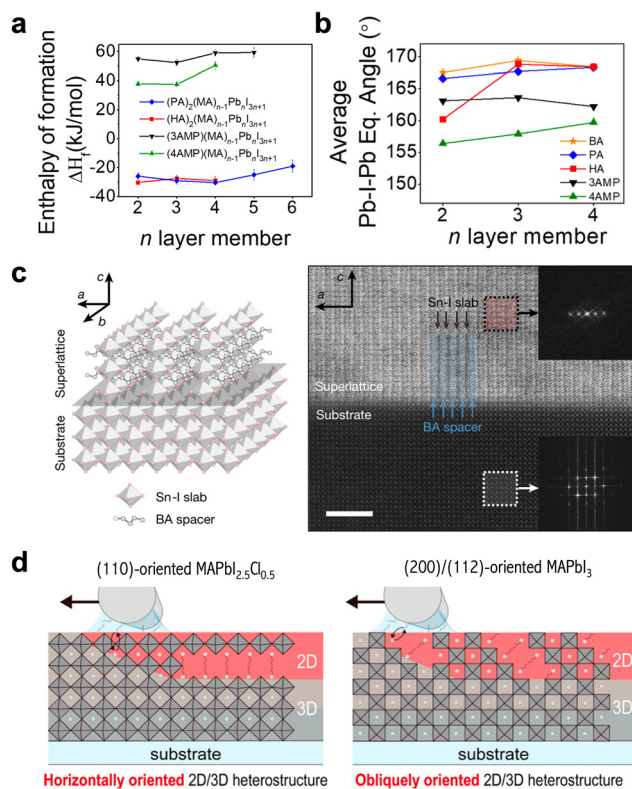 a
Enthalpy of formation
ΔH_f(kJ/mol)
60
40
20
0
-20
-40
2 3 4 5 6
n layer member
(PA)₂(MA)ₙ₋₁PbₙI₃ₙ₊₁
(HA)₂(MA)ₙ₋₁PbₙI₃ₙ₊₁
(3AMP)(MA)ₙ₋₁PbₙI₃ₙ₊₁
(4AMP)(MA)ₙ₋₁PbₙI₃ₙ₊₁
b
Average
Pb-I-Pb Eq. Angle (°)
170
165
160
155
150
2 3 4
n layer member
BA
PA
HA
3AMP
4AMP
c
c
a
b
Superlattice
Substrate
Sn-I slab
BA spacer
c
a
Sn-I slab
Superlattice
Substrate
BA spacer
d
(110)-oriented MAPbI₂.₅Cl₀.₅
2D
3D
substrate
Horizontally oriented 2D/3D heterostructure
(200)/(112)-oriented MAPbI₃
2D
3D
substrate
Obliquely oriented 2D/3D heterostructure